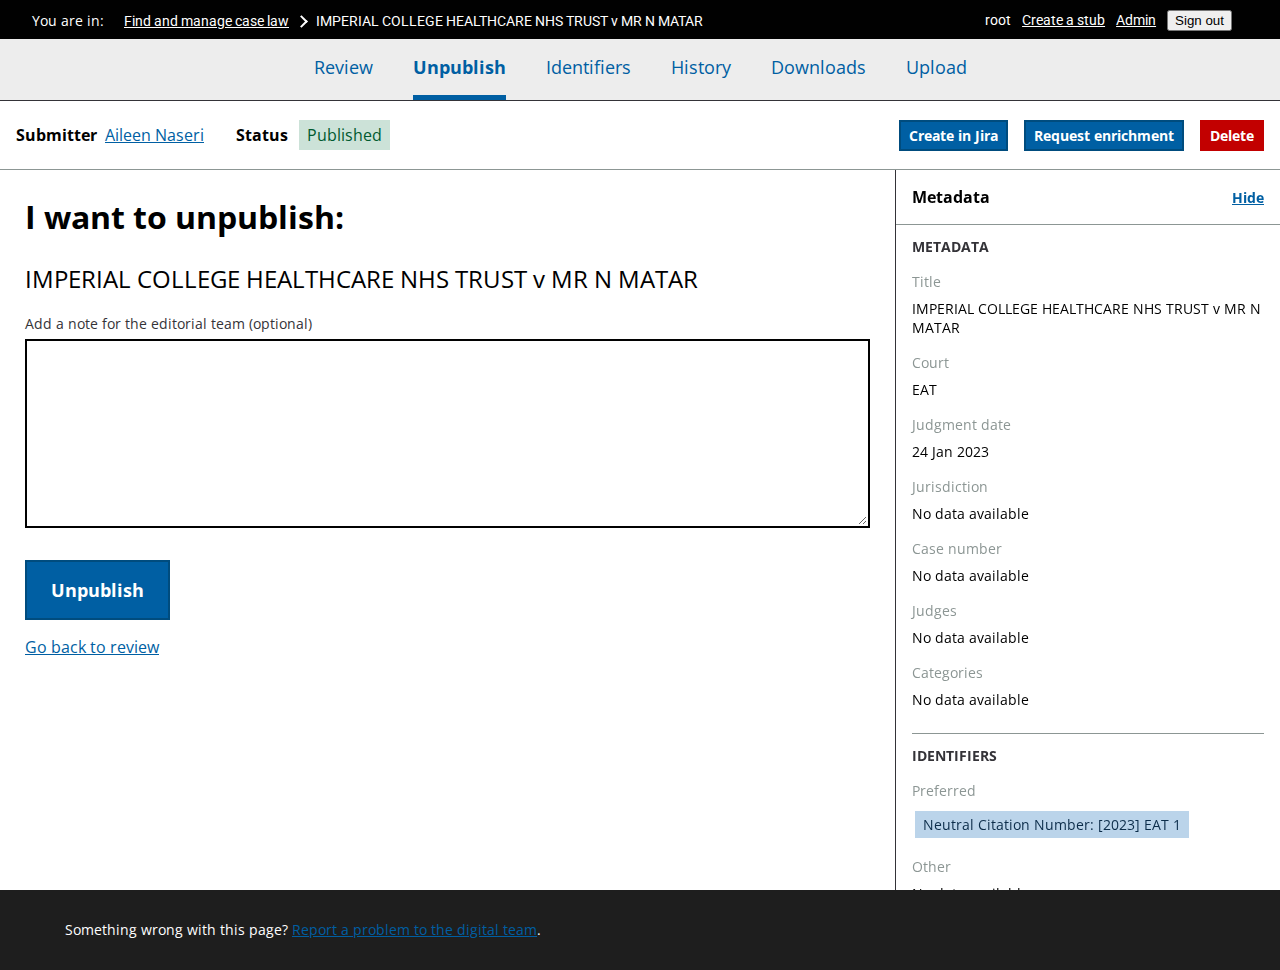 You are in: Find and manage case law IMPERIAL COLLEGE HEALTHCARE NHS TRUST v MR N MATAR root Create a stub Admin Sign out
Review Unpublish Identifiers History Downloads Upload
Submitter Aileen Naseri Status Published Create in Jira Request enrichment Delete
I want to unpublish:
IMPERIAL COLLEGE HEALTHCARE NHS TRUST v MR N MATAR
Add a note for the editorial team (optional)
Unpublish
Go back to review
Metadata Hide
METADATA
Title
IMPERIAL COLLEGE HEALTHCARE NHS TRUST v MR N
MATAR
Court
EAT
Judgment date
24 Jan 2023
Jurisdiction
No data available
Case number
No data available
Judges
No data available
Categories
No data available
IDENTIFIERS
Preferred
Neutral Citation Number: [2023] EAT 1
Other
Something wrong with this page? Report a problem to the digital team.